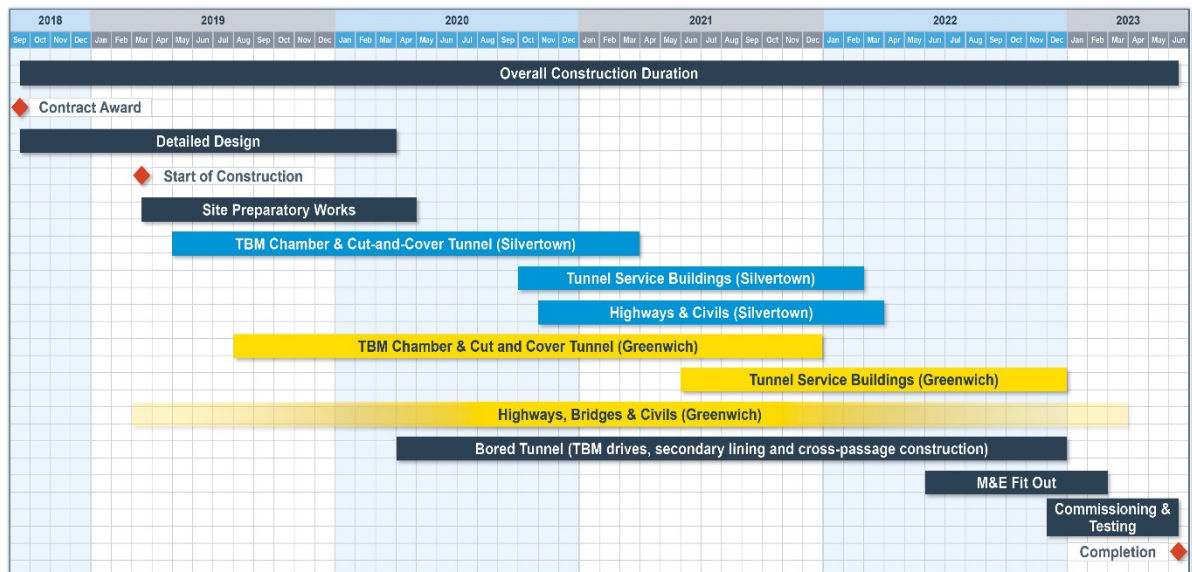 2018 2019 2020 2021 2022 2023
Sep Oct Nov Dec Jan Feb Mar Apr May Jun Jul Aug Sep Oct Nov Dec Jan Feb Mar Apr May Jun Jul Aug Sep Oct Nov Dec Jan Feb Mar Apr May Jun Jul Aug Sep Oct Nov Dec Jan Feb Mar Apr May Jun Jul Aug Sep Oct Nov Dec Jan Feb Mar Apr May Jun
Overall Construction Duration
Contract Award
Detailed Design
Start of Construction
Site Preparatory Works
TBM Chamber & Cut-and-Cover Tunnel (Silvertown)
Tunnel Service Buildings (Silvertown)
Highways & Civils (Silvertown)
TBM Chamber & Cut and Cover Tunnel (Greenwich)
Tunnel Service Buildings (Greenwich)
Highways, Bridges & Civils (Greenwich)
Bored Tunnel (TBM drives, secondary lining and cross-passage construction)
M&E Fit Out
Commissioning &
Testing
Completion